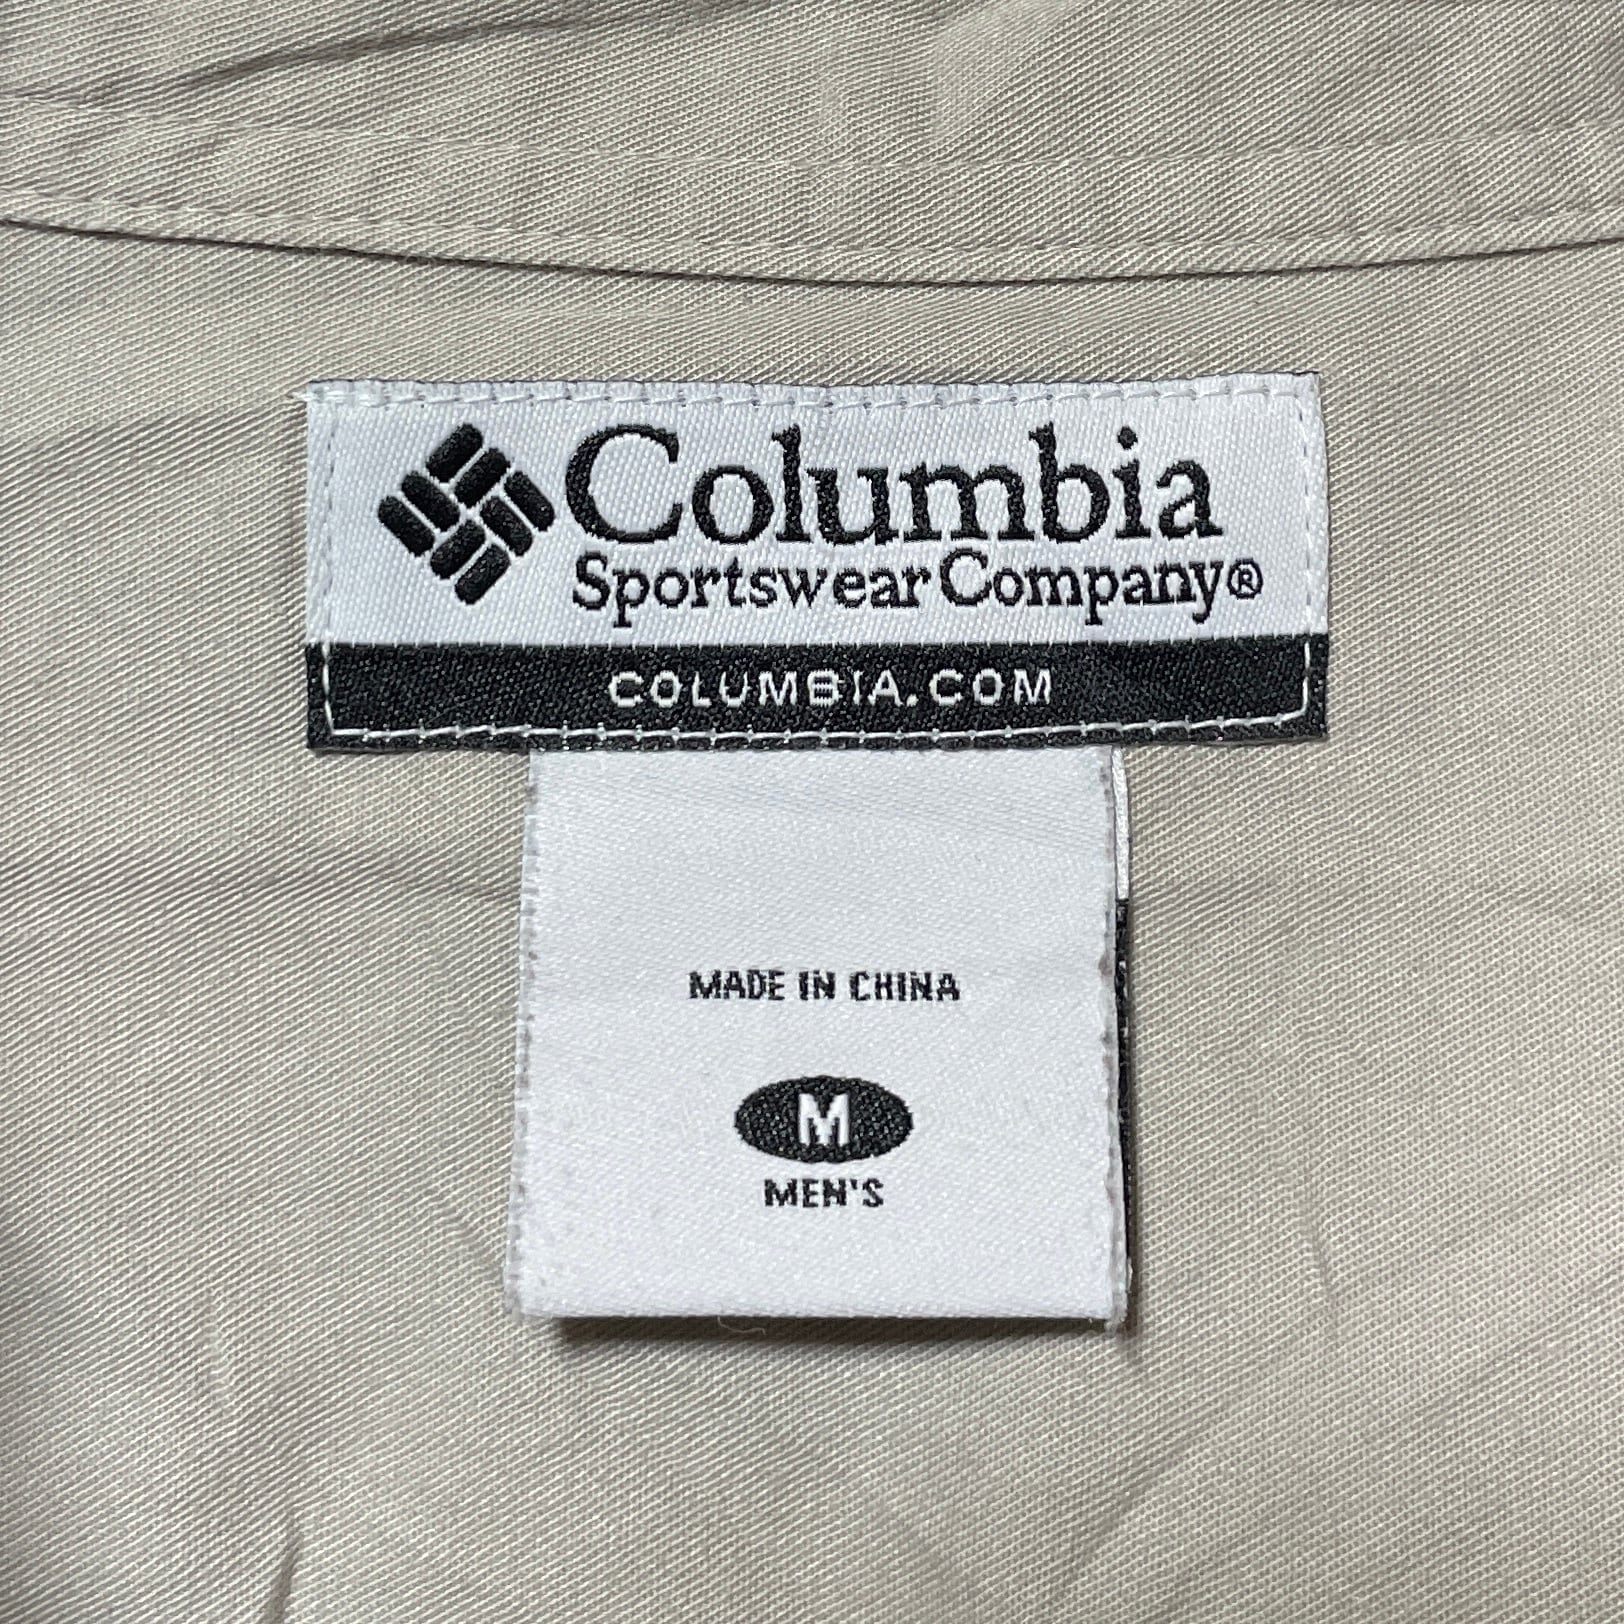 Columbia
Sportswear Company®
COLUMBIA.COM
MADE IN CHINA
M
MEN'S